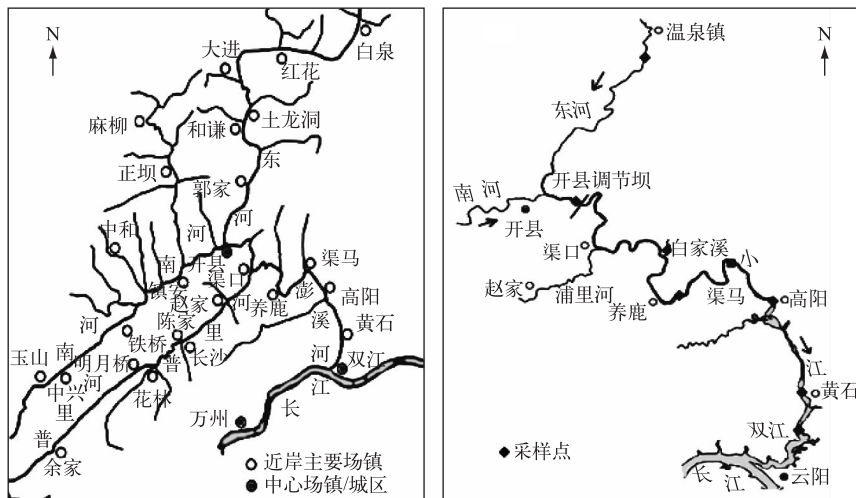 N
白泉
大进
红花
麻柳
和谦
土龙洞
东
正坝
郭家
河
河
中和
南
开县
渠口
渠马
镇安
赵家
河
养鹿
澎
高阳
河
陈家
里
溪
黄石
铁桥
长沙
河
双江
玉山
南
明月桥
普
江
中兴
河
花林
里
长
万州
普
余家
近岸主要场镇
中心场镇/城区
N
温泉镇
东河
南河
开县调节坝
开县
渠口
白家溪
小
赵家
浦里河
养鹿
渠马
高阳
江
黄石
双江
采样点
长江
云阳